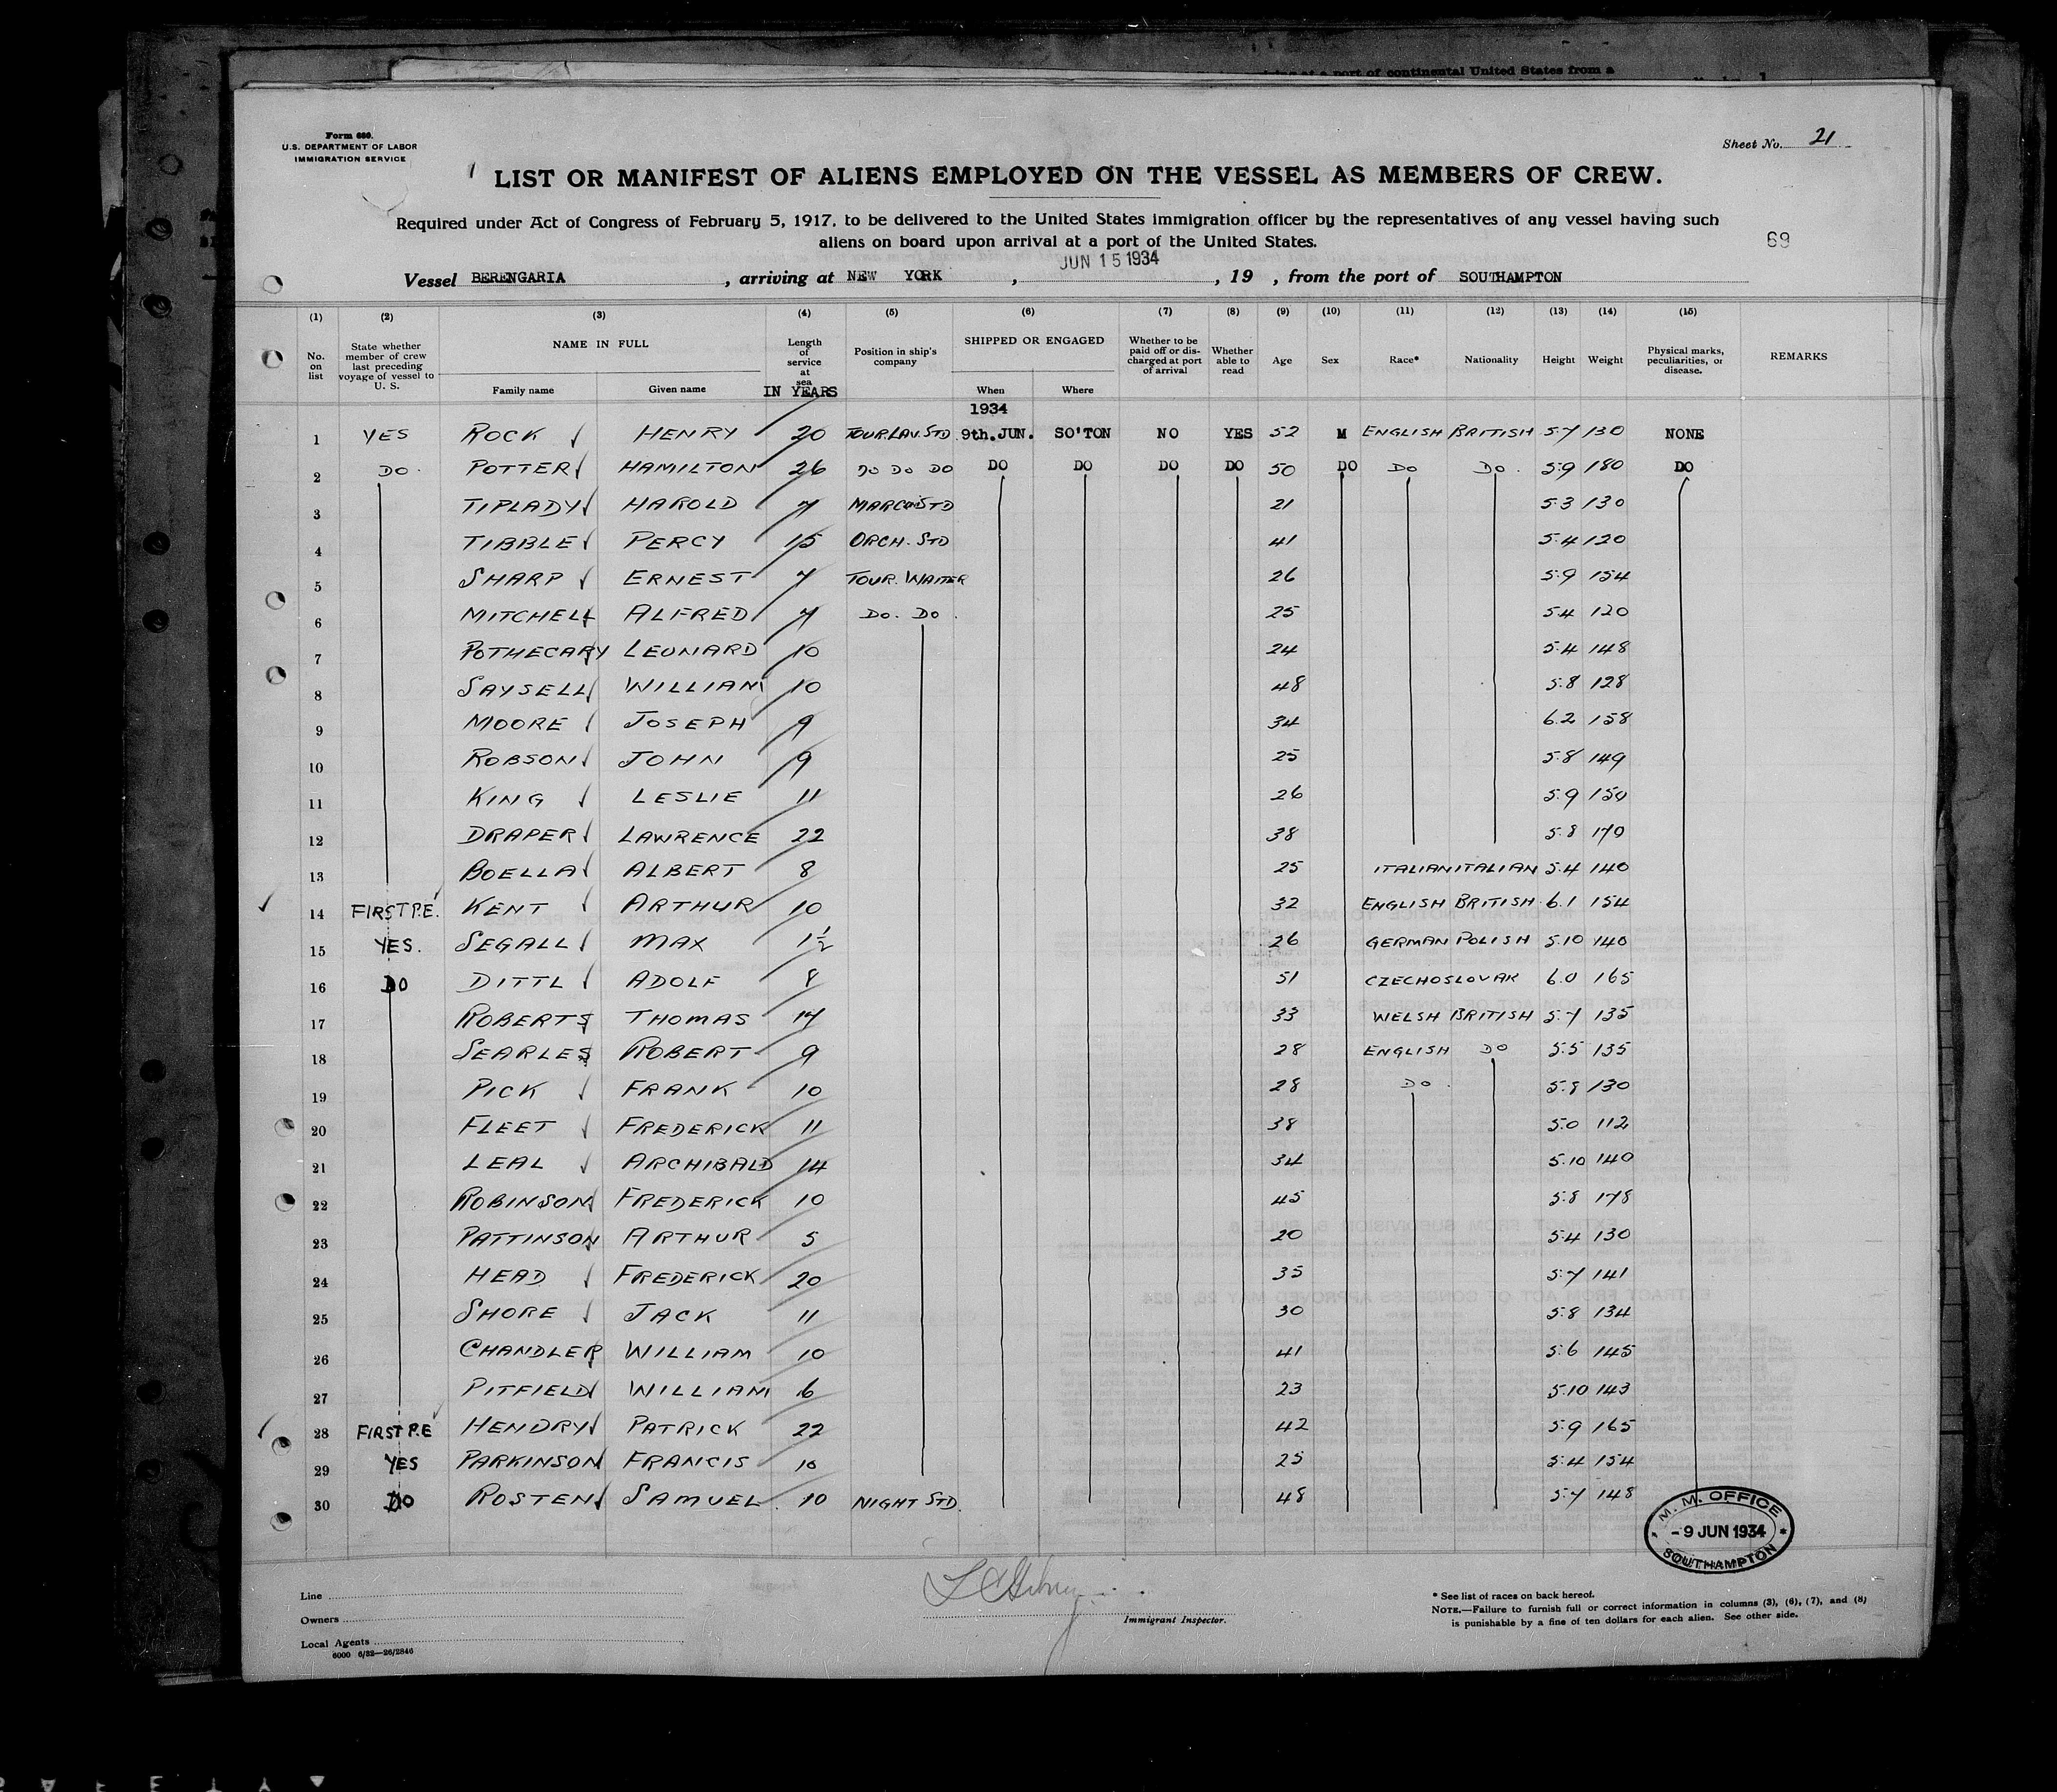 rising at a port of continental United States from a
Form 680.
U.S. DEPARTMENT OF LABOR
IMMIGRATION SERVICE
Sheet No. 21
LIST OR MANIFEST OF ALIENS EMPLOYED ON THE VESSEL AS MEMBERS OF CREW.
Required under Act of Congress of February 5, 1917, to be delivered to the United States immigration officer by the representatives of any vessel having such
aliens on board upon arrival at a port of the United States.
69
JUN 15 1934
Vessel BERENGARIA , arriving at NEW YORK , , 19 , from the port of SOUTHAMPTON
(1) (2) (3) (4) (5) (6) (7) (8) (9) (10) (11) (12) (13) (14) (15)
No. on list
State whether member of crew last preceding voyage of vessel to U. S.
NAME IN FULL
Family name Given name
Length of service at sea
IN YEARS
Position in ship's company
SHIPPED OR ENGAGED
When Where
Whether to be paid off or discharged at port of arrival
Whether able to read
Age Sex Race* Nationality Height Weight
Physical marks, peculiarities, or disease.
REMARKS
1934
1 YES ROCK HENRY 20 TOUR.LAV.STD 9th.JUN. SO'TON NO YES 52 M ENGLISH BRITISH 5.7 130 NONE
2 DO POTTER HAMILTON 26 DO DO DO DO DO DO DO 50 DO DO DO. 5.9 180 DO
3 TIPLADY HAROLD 7 MARCONI STD 21 5.3 130
4 TIBBLE PERCY 15 ORCH. STD 41 5.4 120
5 SHARP ERNEST 7 TOUR. WAITER 26 5.9 154
6 MITCHELL ALFRED 7 DO. DO. 25 5.4 120
7 POTHECARY LEONARD 10 24 5.4 148
8 SAYSELL WILLIAM 10 48 5.8 128
9 MOORE JOSEPH 9 34 6.2 158
10 ROBSON JOHN 9 25 5.8 149
11 KING LESLIE 11 26 5.9 150
12 DRAPER LAWRENCE 22 38 5.8 170
13 BOELLA ALBERT 8 25 ITALIAN ITALIAN 5.4 140
14 FIRST P.E. KENT ARTHUR 10 32 ENGLISH BRITISH 6.1 154
15 YES. SEGALL MAX 1½ 26 GERMAN POLISH 5.10 140
16 DO DITTL ADOLF 8 51 CZECHOSLOVAK 6.0 165
17 ROBERTS THOMAS 14 33 WELSH BRITISH 5.7 135
18 SEARLES ROBERT 9 28 ENGLISH DO 5.5 135
19 PICK FRANK 10 28 DO. 5.8 130
20 FLEET FREDERICK 11 38 5.0 112
21 LEAL ARCHIBALD 14 34 5.10 140
22 ROBINSON FREDERICK 10 45 5.8 178
23 PATTINSON ARTHUR 5 20 5.4 130
24 HEAD FREDERICK 20 35 5.7 141
25 SHORE JACK 11 30 5.8 134
26 CHANDLER WILLIAM 10 41 5.6 145
27 PITFIELD WILLIAM 6 23 5.10 143
28 FIRST P.E HENDRY PATRICK 22 42 5.9 165
29 YES PARKINSON FRANCIS 10 25 5.4 154
30 DO ROSTEN SAMUEL 10 NIGHT STD. 48 5.7 148
M. M. OFFICE
- 9 JUN 1934
SOUTHAMPTON
Line
Owners
Local Agents
6000 6/32—26/2846
Immigrant Inspector.
* See list of races on back hereof.
NOTE.—Failure to furnish full or correct information in columns (3), (6), (7), and (8)
is punishable by a fine of ten dollars for each alien. See other side.